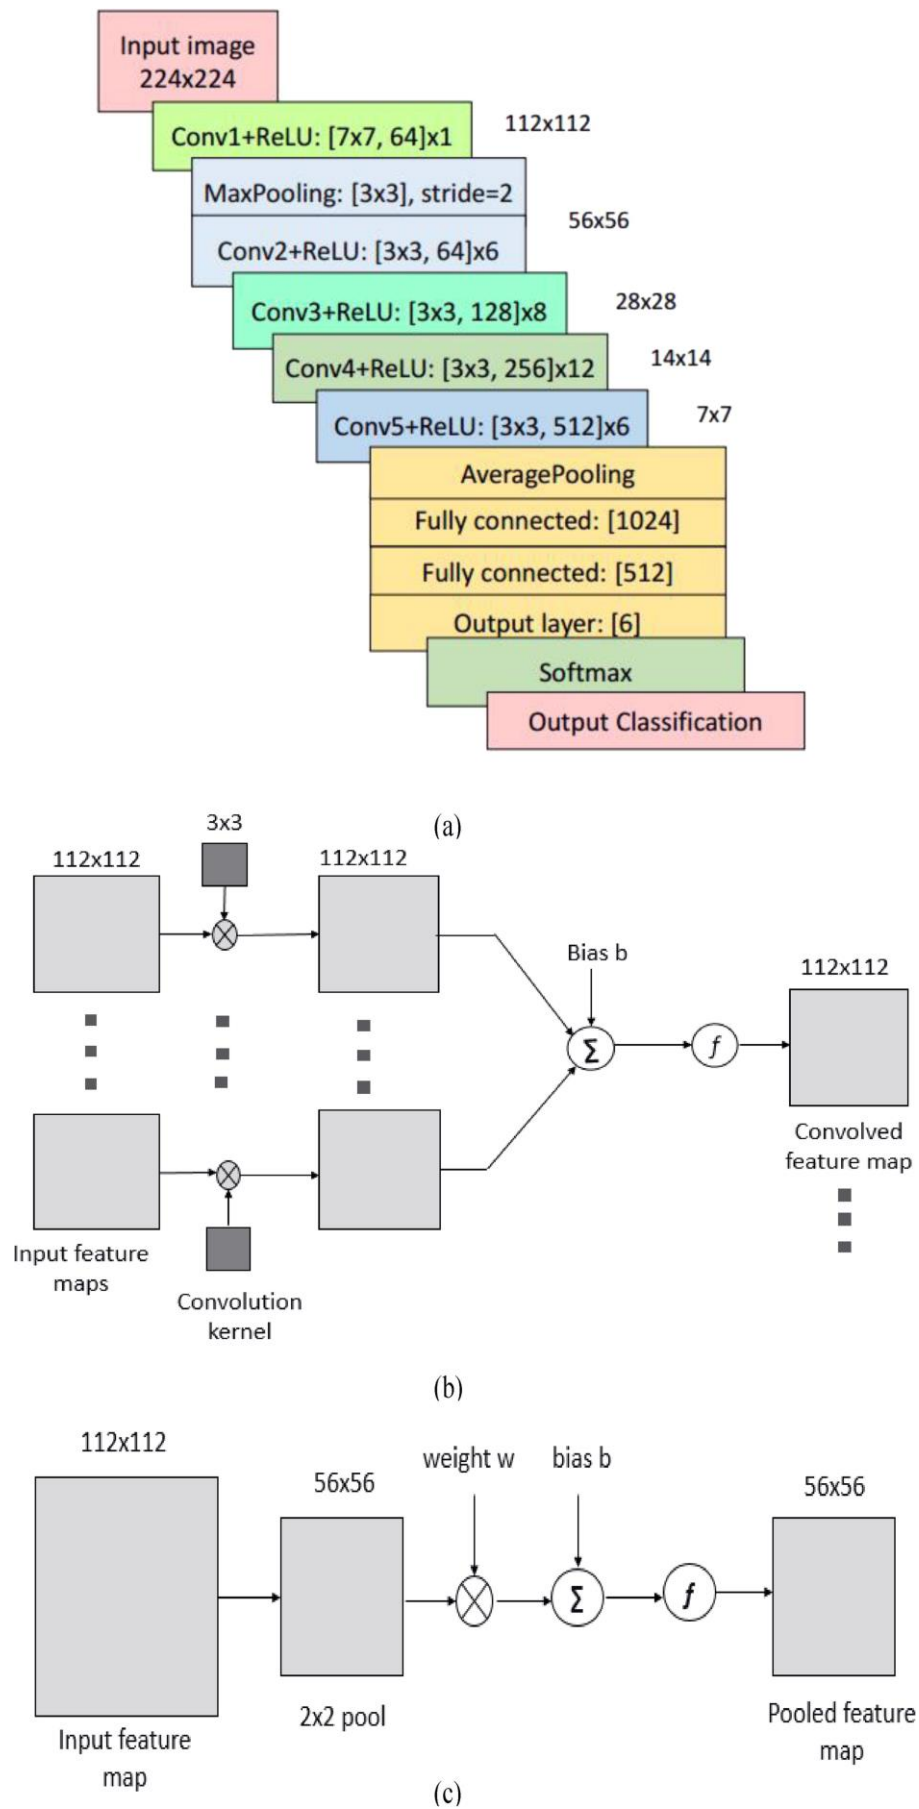 Input image
224x224
Conv1+ReLU: [7x7, 64]x1
112x112
MaxPooling: [3x3], stride=2
56x56
Conv2+ReLU: [3x3, 64]x6
28x28
Conv3+ReLU: [3x3, 128]x8
14x14
Conv4+ReLU: [3x3, 256]x12
7x7
Conv5+ReLU: [3x3, 512]x6
AveragePooling
Fully connected: [1024]
Fully connected: [512]
Output layer: [6]
Softmax
Output Classification
(a)
3x3
112x112
112x112
Bias b
112x112
Σ
f
Convolved
feature map
Input feature
maps
Convolution
kernel
(b)
112x112
56x56
weight w
bias b
56x56
Σ
f
2x2 pool
Input feature
map
Pooled feature
map
(c)